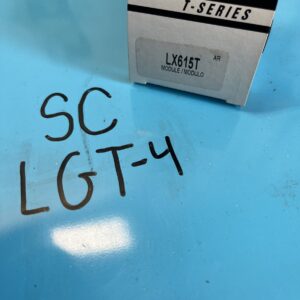 T-SERIES
LX615T
AR
MODULE / MODULO
SC
LGT-4